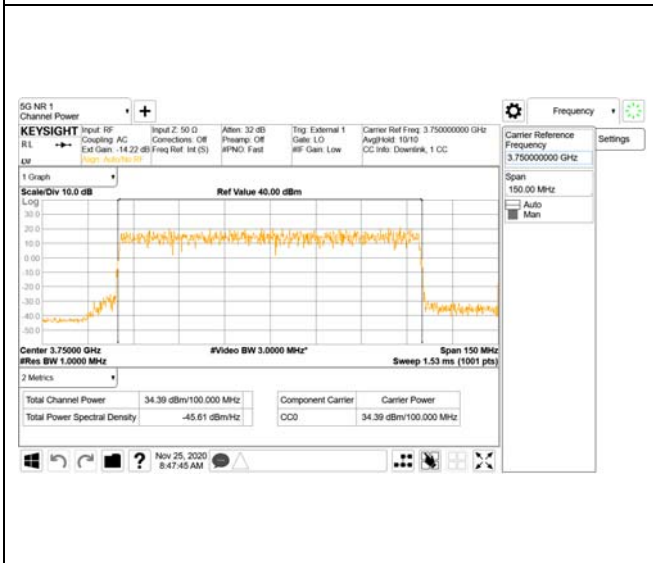 5G NR 1
Channel Power
+
Frequency
KEYSIGHT
RL
Input: RF
Coupling: AC
Ext Gain: -14.22 dB
Align: Auto/No RF
Input Z: 50 Ω
Corrections: Off
Freq Ref: Int (S)
Atten: 32 dB
Preamp: Off
#PNO: Fast
Trig: External 1
Gate: LO
#IF Gain: Low
Carrier Ref Freq: 3.750000000 GHz
Avg|Hold: 10/10
CC Info: Downlink, 1 CC
Carrier Reference
Frequency
3.750000000 GHz
Settings
Span
150.00 MHz
Auto
Man
1 Graph
Scale/Div 10.0 dB
Ref Value 40.00 dBm
Log
30.0
20.0
10.0
0.00
-10.0
-20.0
-30.0
-40.0
-50.0
Center 3.75000 GHz
#Video BW 3.0000 MHz*
Span 150 MHz
#Res BW 1.0000 MHz
Sweep 1.53 ms (1001 pts)
2 Metrics
Total Channel Power 34.39 dBm/100.000 MHz
Total Power Spectral Density -45.61 dBm/Hz
Component Carrier Carrier Power
CC0 34.39 dBm/100.000 MHz
?
Nov 25, 2020
8:47:45 AM